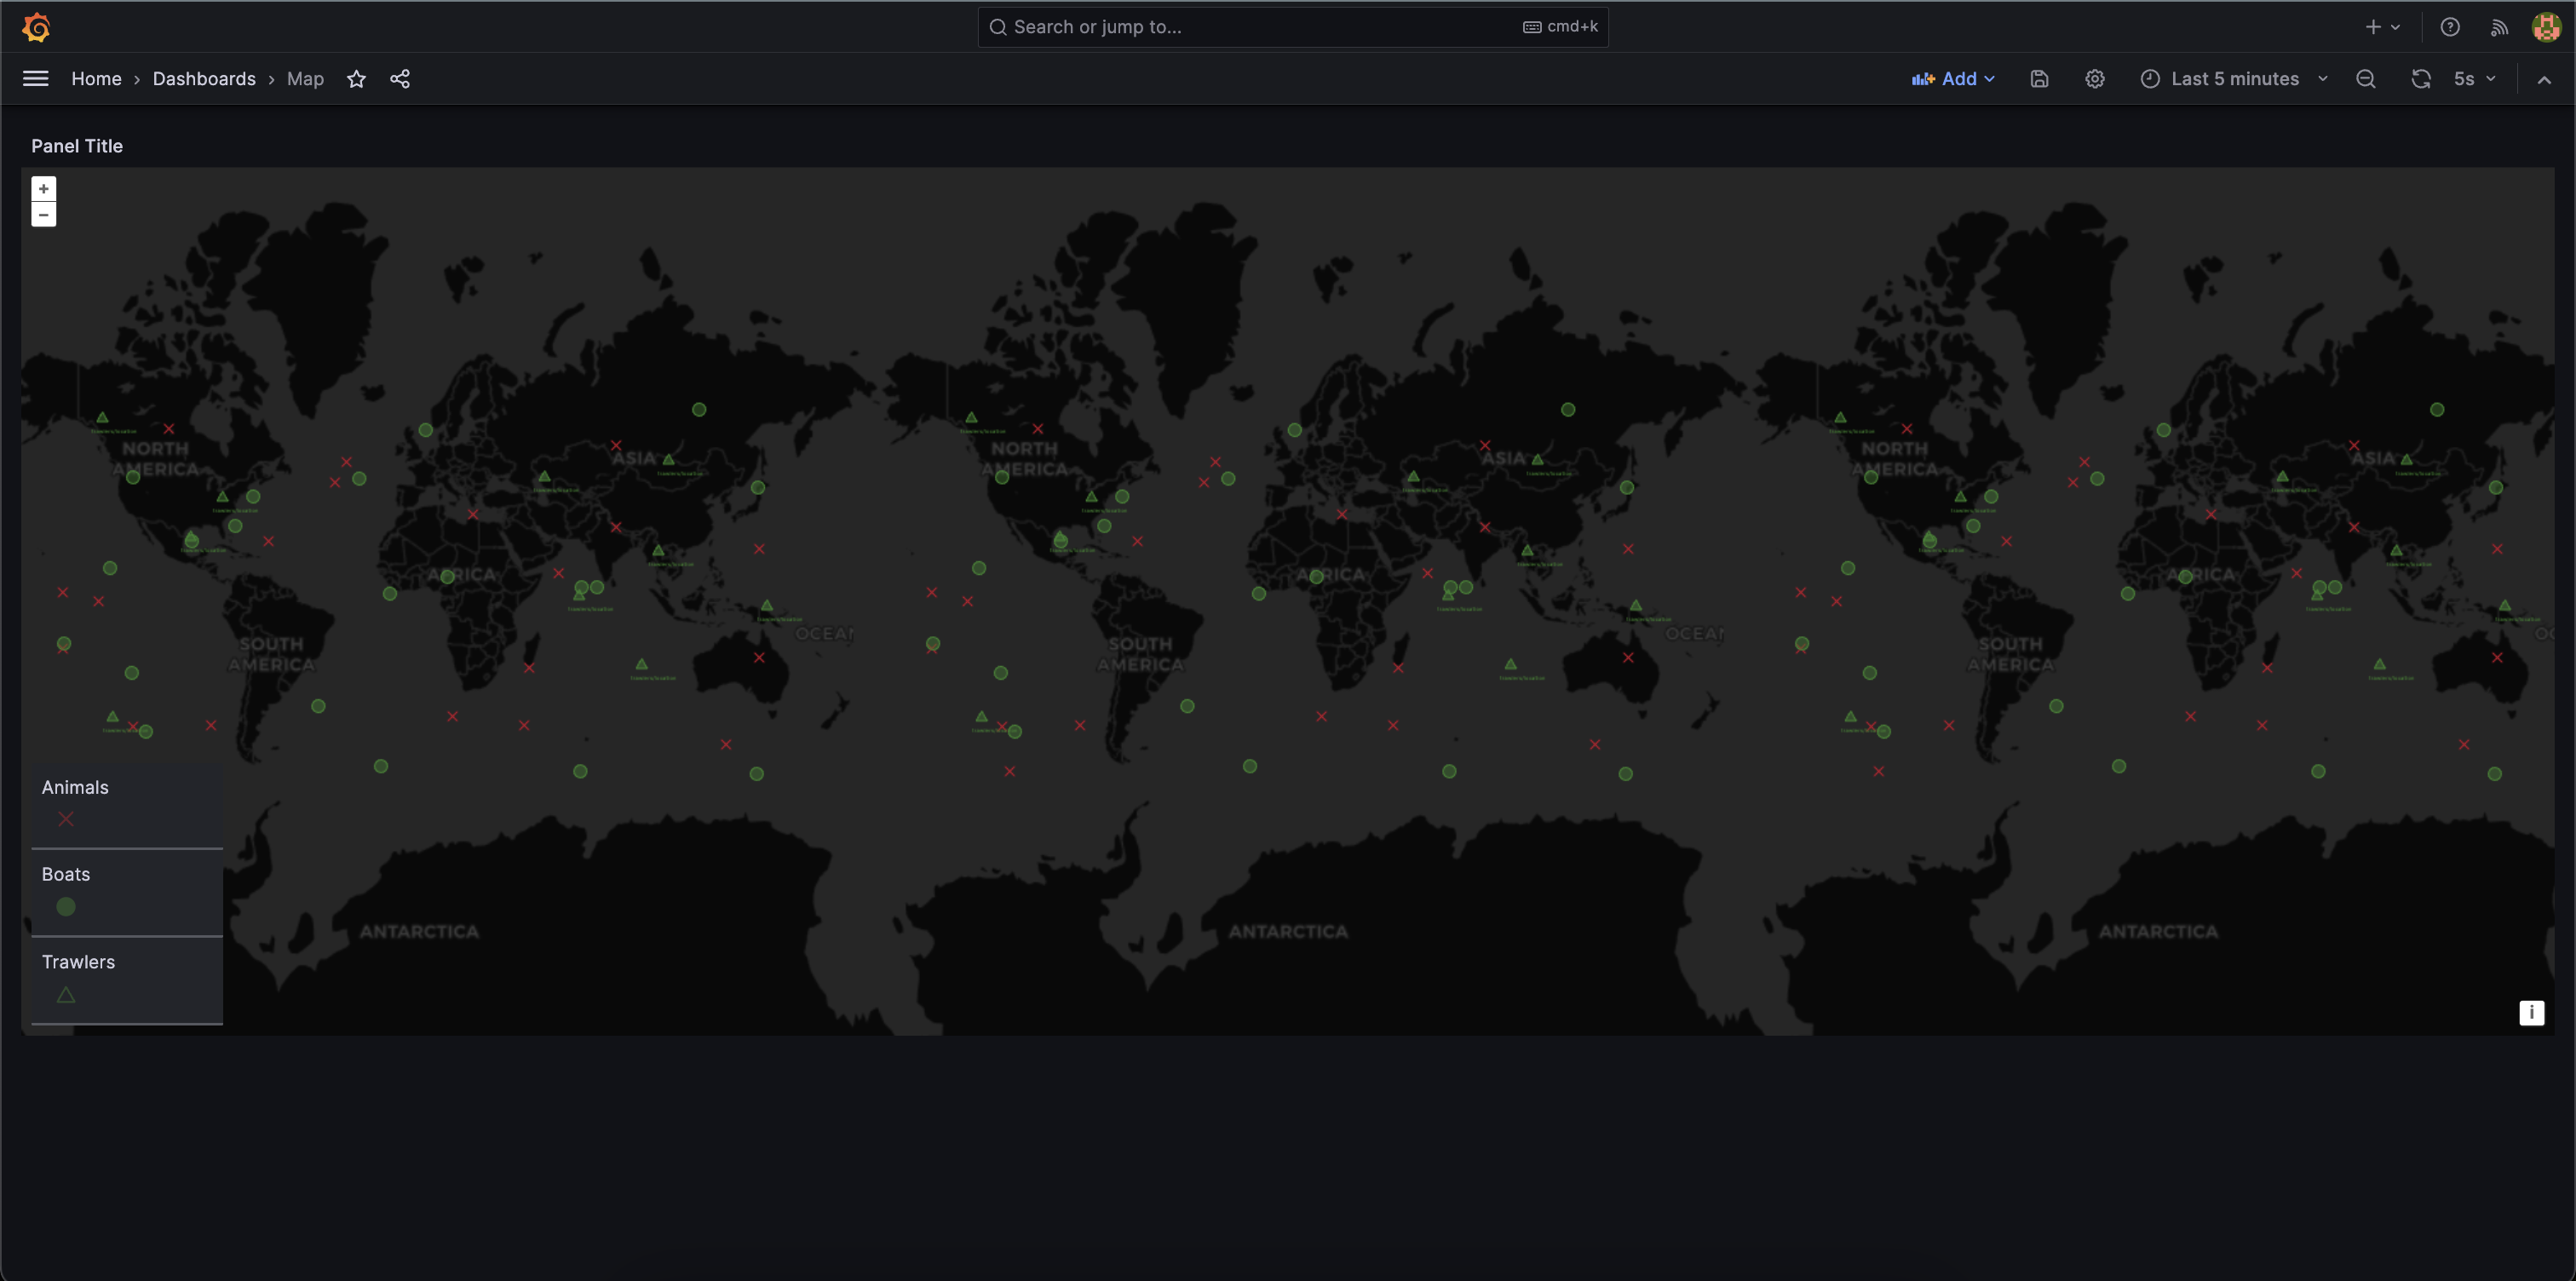 Search or jump to...
cmd+k
Home › Dashboards › Map
Add
Last 5 minutes
5s
Panel Title
+
−
NORTH
AMERICA
ASIA
AFRICA
SOUTH
AMERICA
OCEAN
ANTARCTICA
NORTH
AMERICA
ASIA
AFRICA
SOUTH
AMERICA
OCEAN
ANTARCTICA
NORTH
AMERICA
ASIA
AFRICA
SOUTH
AMERICA
OC
ANTARCTICA
Animals
Boats
Trawlers
i